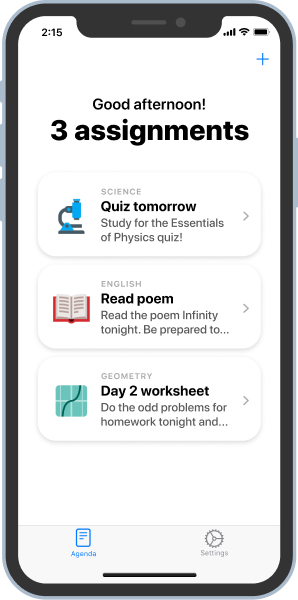 2:15
Good afternoon!
3 assignments
SCIENCE
Quiz tomorrow
Study for the Essentials
of Physics quiz!
ENGLISH
Read poem
Read the poem Infinity
tonight. Be prepared to...
GEOMETRY
Day 2 worksheet
Do the odd problems for
homework tonight and...
Agenda
Settings